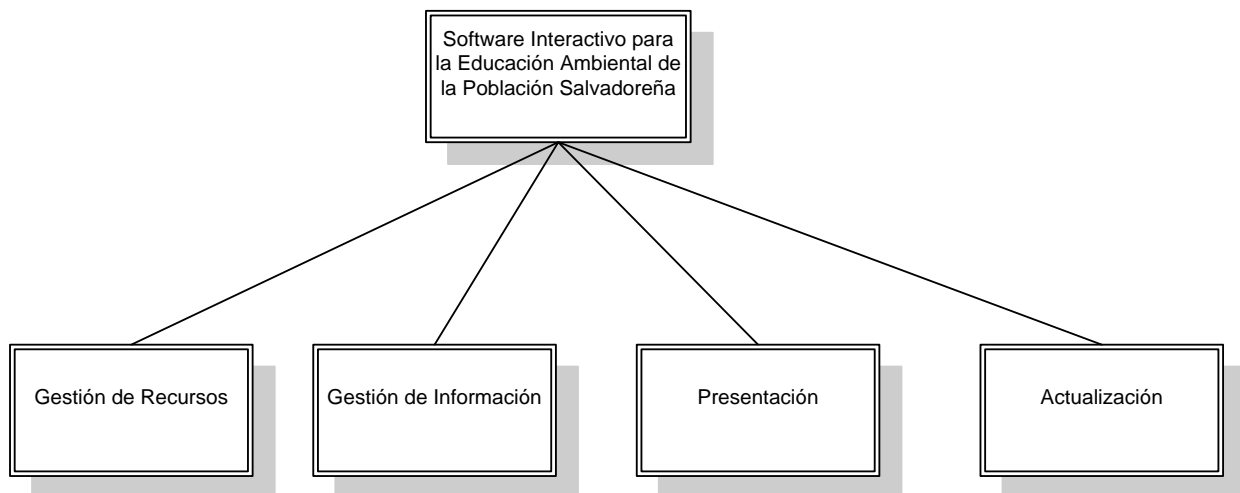 Software Interactivo para
la Educación Ambiental de
la Población Salvadoreña
Gestión de Recursos
Gestión de Información
Presentación
Actualización